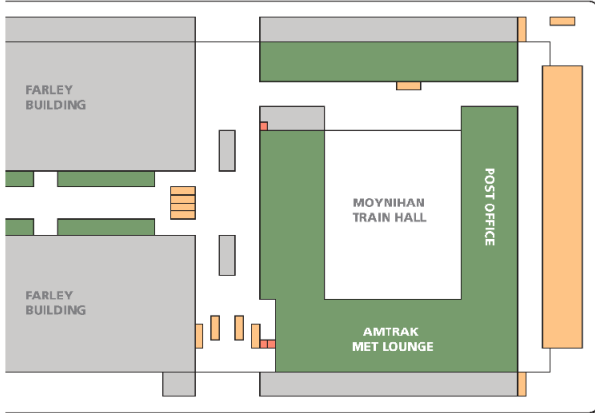 FARLEY
BUILDING
MOYNIHAN
TRAIN HALL
POST OFFICE
FARLEY
BUILDING
AMTRAK
MET LOUNGE